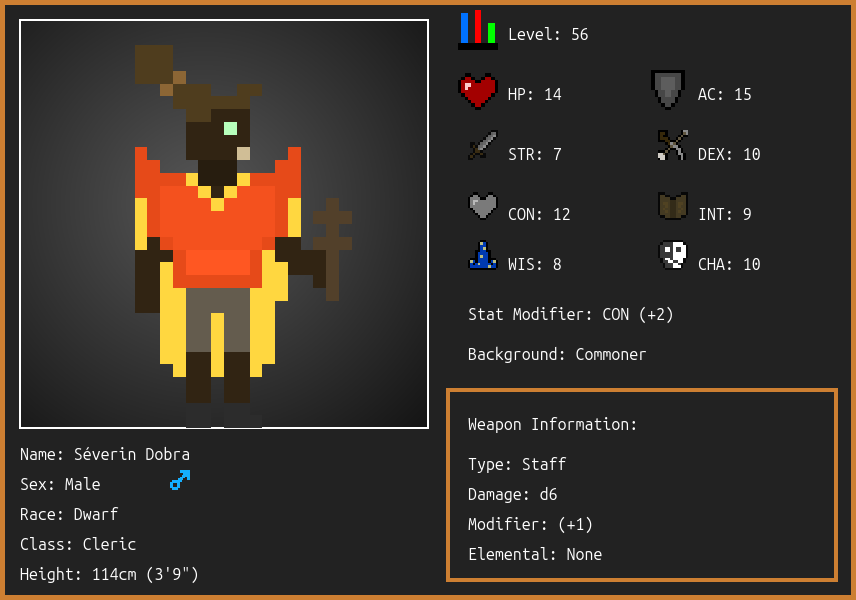 Level: 56
HP: 14
AC: 15
STR: 7
DEX: 10
CON: 12
INT: 9
WIS: 8
CHA: 10
Stat Modifier: CON (+2)
Background: Commoner
Weapon Information:
Type: Staff
Damage: d6
Modifier: (+1)
Elemental: None
Name: Séverin Dobra
Sex: Male
Race: Dwarf
Class: Cleric
Height: 114cm (3'9")